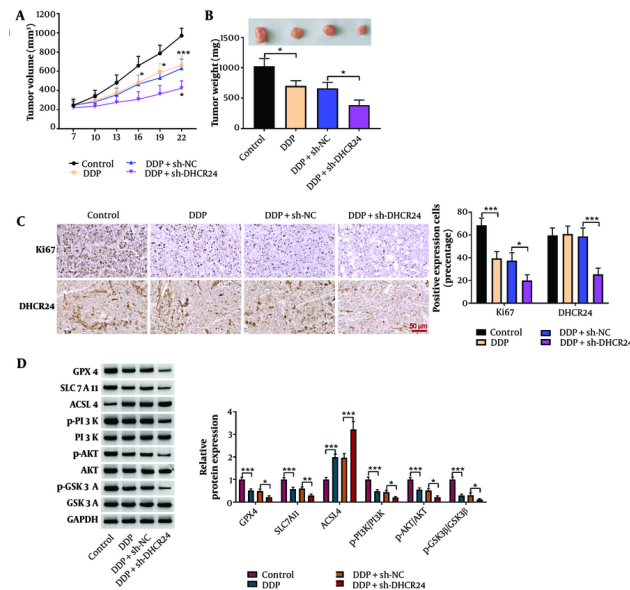 A
Tumor volume (mm³)
1000
800
600
400
200
0
***
*
*
*
7 10 13 16 19 22
Control
DDP
DDP + sh-NC
DDP + sh-DHCR24
B
Tumor weight (mg)
1500
1000
500
0
*
*
Control
DDP
DDP + sh-NC
DDP + sh-DHCR24
C
Control DDP DDP + sh-NC DDP + sh-DHCR24
Ki67
DHCR24
50 μm
Positive expression cells
(precentage)
80
60
40
20
0
***
*
***
Ki67 DHCR24
Control
DDP
DDP + sh-NC
DDP + sh-DHCR24
D
GPX 4
SLC 7 A 11
ACSL 4
p-PI 3 K
PI 3 K
p-AKT
AKT
p-GSK 3 A
GSK 3 A
GAPDH
Control
DDP
DDP + sh-NC
DDP + sh-DHCR24
Relative
protein expression
4
3
2
1
0
***
*
***
**
***
***
***
*
***
*
***
*
GPX4
SLC7A11
ACSL4
p-PI3K/PI3K
p-AKT/AKT
p-GSK3β/GSK3β
Control
DDP
DDP + sh-NC
DDP + sh-DHCR24